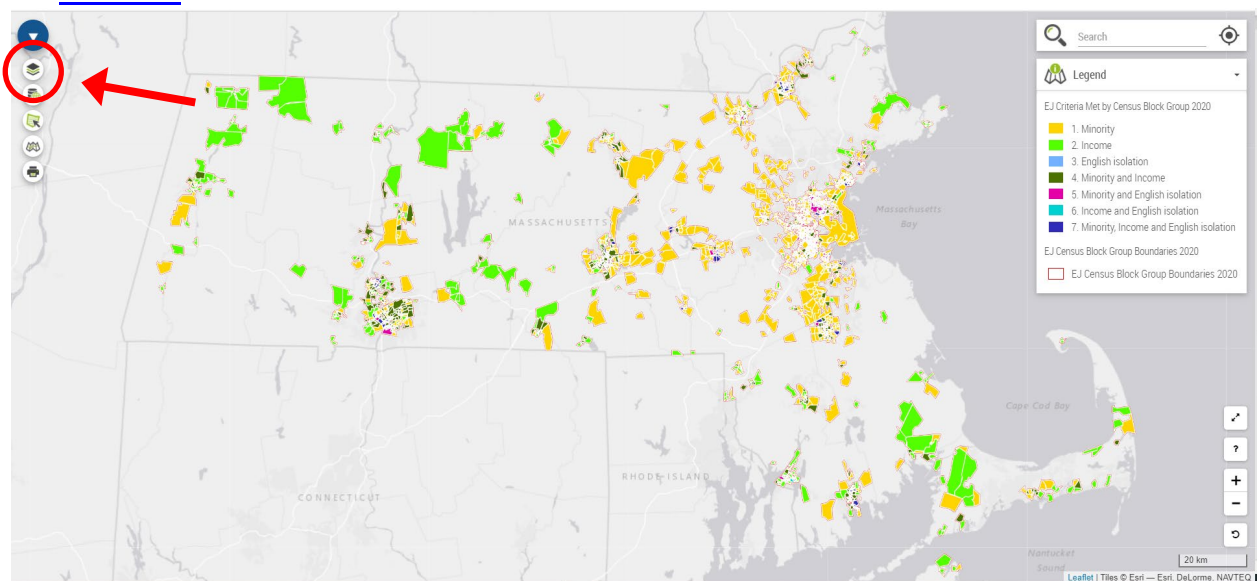 Search
Legend
EJ Criteria Met by Census Block Group 2020
1. Minority
2. Income
3. English isolation
4. Minority and Income
5. Minority and English isolation
6. Income and English isolation
7. Minority, Income and English isolation
EJ Census Block Group Boundaries 2020
EJ Census Block Group Boundaries 2020
MASSACHUSETTS
Massachusetts
Bay
Cape Cod Bay
RHODE ISLAND
CONNECTICUT
Nantucket
Sound
?
+
−
20 km
Leaflet | Tiles © Esri — Esri, DeLorme, NAVTEQ